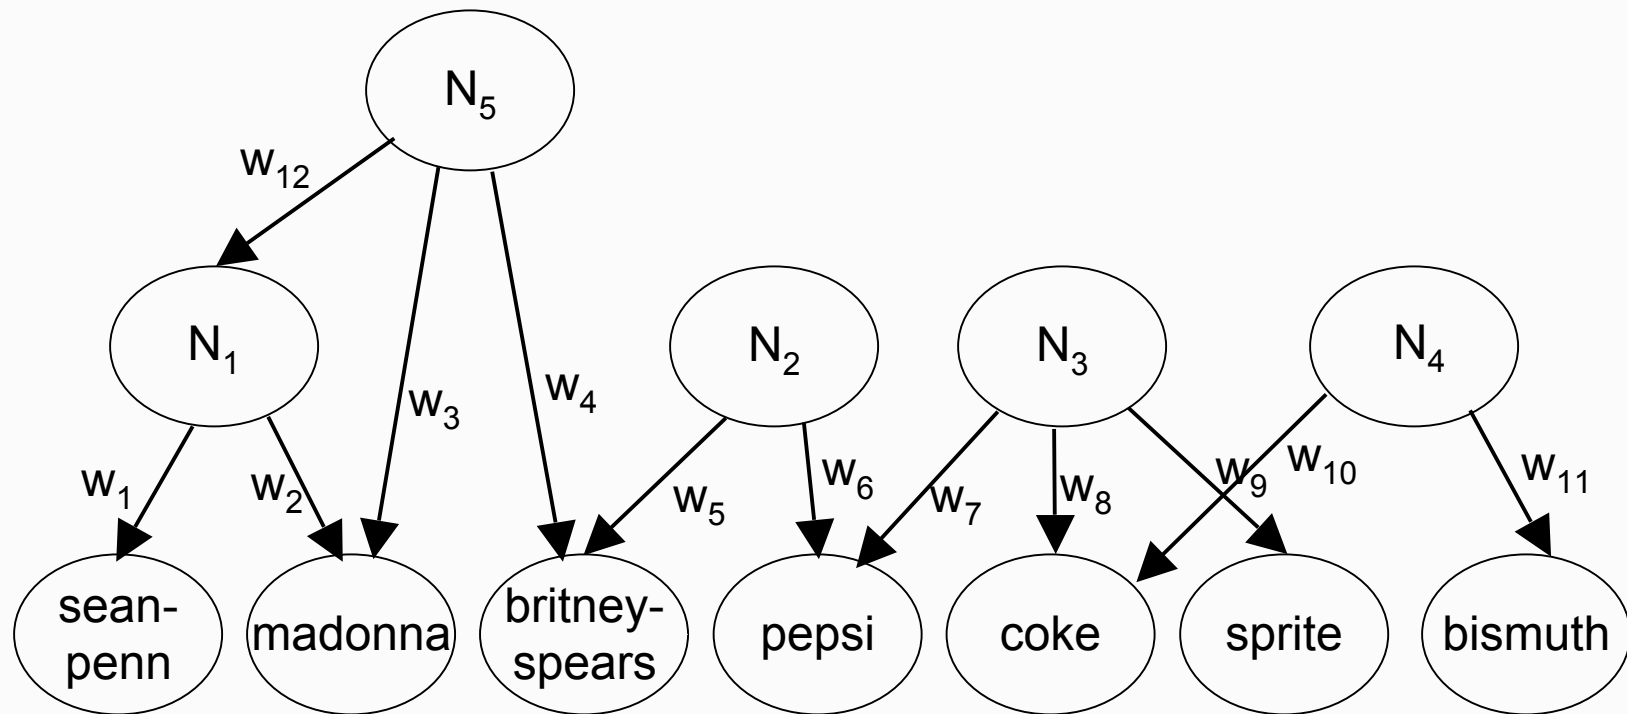 N₅
w₁₂
N₁
N₂
N₃
N₄
w₃
w₄
w₁
w₂
w₅
w₆
w₇
w₈
w₉
w₁₀
w₁₁
sean-
penn
madonna
britney-
spears
pepsi
coke
sprite
bismuth